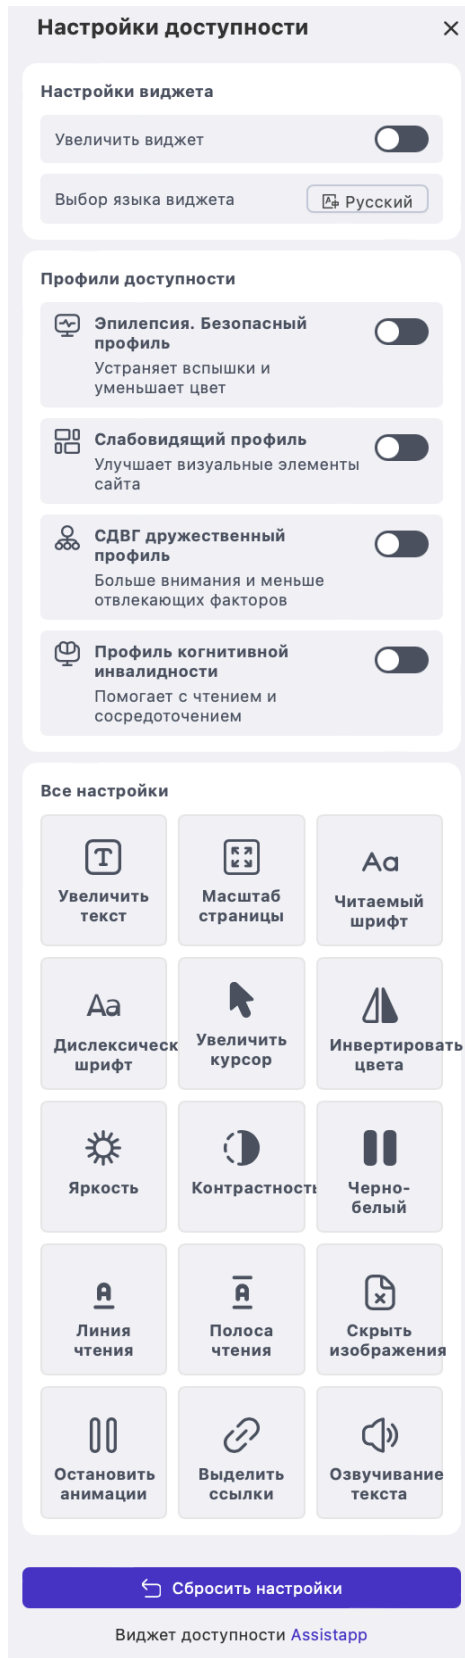 Настройки доступности
Настройки виджета
Увеличить виджет
Выбор языка виджета
Русский
Профили доступности
Эпилепсия. Безопасный
профиль
Устраняет вспышки и
уменьшает цвет
Слабовидящий профиль
Улучшает визуальные элементы
сайта
СДВГ дружественный
профиль
Больше внимания и меньше
отвлекающих факторов
Профиль когнитивной
инвалидности
Помогает с чтением и
сосредоточением
Все настройки
Увеличить
текст
Масштаб
страницы
Читаемый
шрифт
Дислексическ
шрифт
Увеличить
курсор
Инвертировать
цвета
Яркость
Контрастность
Черно-
белый
Линия
чтения
Полоса
чтения
Скрыть
изображения
Остановить
анимации
Выделить
ссылки
Озвучивание
текста
Сбросить настройки
Виджет доступности Assistapp